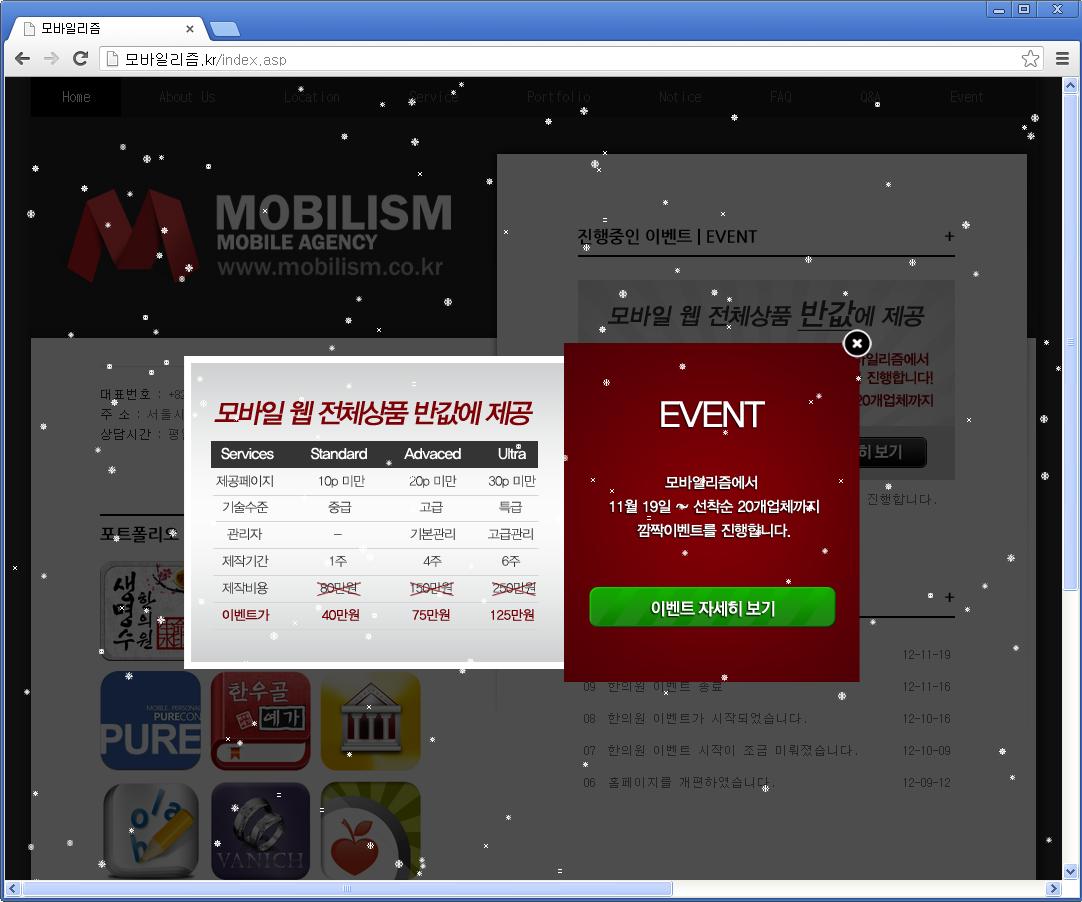 모바일리즘
모바일리즘.kr/index.asp
Home About Us Location Service Portfolio Notice FAQ Q&A Event
MOBILISM
MOBILE AGENCY
www.mobilism.co.kr
진행중인 이벤트 | EVENT +
모바일 웹 전체상품 반값에 제공
진행합니다!
20개업체까지
히 보기
진행합니다.
대표번호 : +82
주 소 : 서울시
상담시간 : 평일
포트폴리오
모바일 웹 전체상품 반값에 제공
Services Standard Advaced Ultra
제공페이지 10p 미만 20p 미만 30p 미만
기술수준 중급 고급 특급
관리자 – 기본관리 고급관리
제작기간 1주 4주 6주
제작비용 80만원 150만원 250만원
이벤트가 40만원 75만원 125만원
EVENT
모바일리즘에서
11월 19일 ~ 선착순 20개업체까지
깜짝이벤트를 진행합니다.
이벤트 자세히 보기
+
12-11-19
09 한의원 이벤트 종료 12-11-16
08 한의원 이벤트가 시작되었습니다. 12-10-16
07 한의원 이벤트 시작이 조금 미뤄졌습니다. 12-10-09
06 홈페이지를 개편하였습니다. 12-09-12
생명수
한의원
MOBILE, PERSONAL
PURECON
PURE
한우골
예가
VANICH